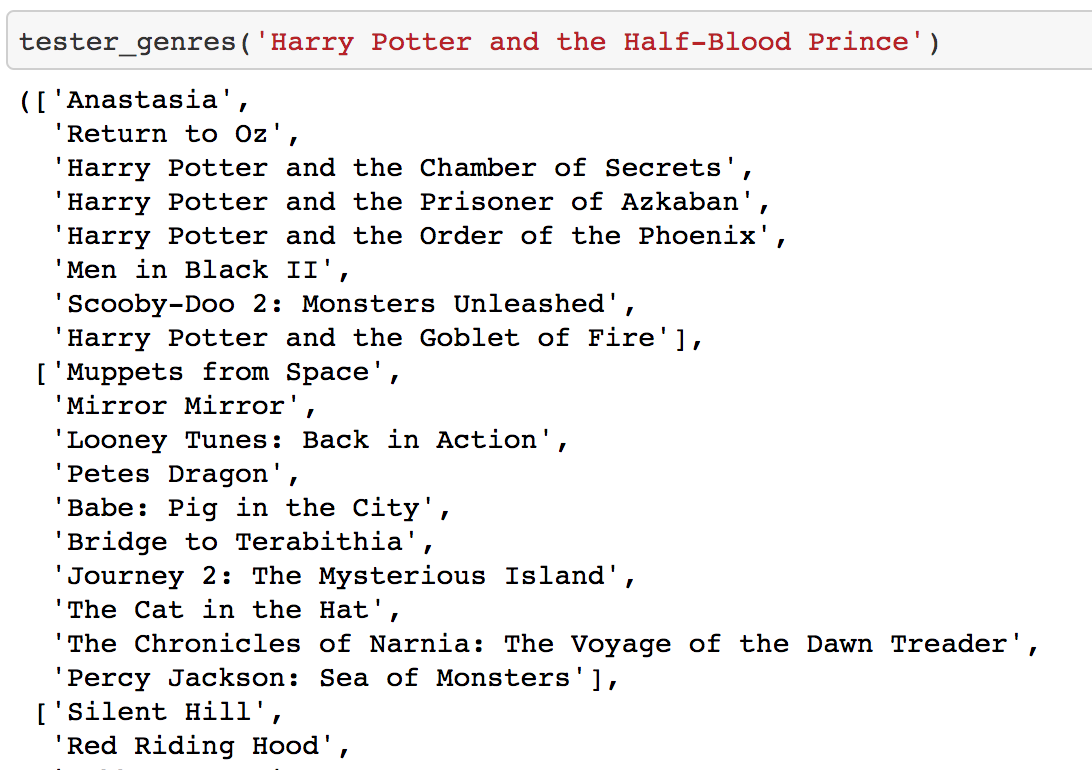 tester_genres('Harry Potter and the Half-Blood Prince')
(['Anastasia',
'Return to Oz',
'Harry Potter and the Chamber of Secrets',
'Harry Potter and the Prisoner of Azkaban',
'Harry Potter and the Order of the Phoenix',
'Men in Black II',
'Scooby-Doo 2: Monsters Unleashed',
'Harry Potter and the Goblet of Fire'],
['Muppets from Space',
'Mirror Mirror',
'Looney Tunes: Back in Action',
'Petes Dragon',
'Babe: Pig in the City',
'Bridge to Terabithia',
'Journey 2: The Mysterious Island',
'The Cat in the Hat',
'The Chronicles of Narnia: The Voyage of the Dawn Treader',
'Percy Jackson: Sea of Monsters'],
['Silent Hill',
'Red Riding Hood',